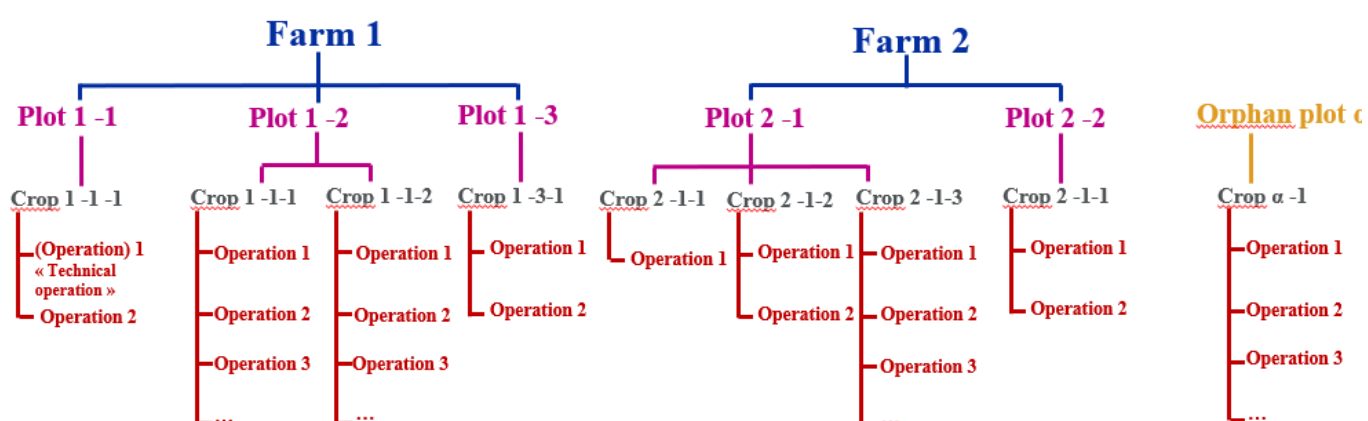 Farm 1
Farm 2
Plot 1 -1
Plot 1 -2
Plot 1 -3
Plot 2 -1
Plot 2 -2
Orphan plot
Crop 1 -1 -1
Crop 1 -1-1
Crop 1 -1-2
Crop 1 -3-1
Crop 2 -1-1
Crop 2 -1-2
Crop 2 -1-3
Crop 2 -1-1
Crop α -1
(Operation) 1
« Technical
operation »
Operation 2
Operation 1
Operation 2
Operation 3
...
Operation 1
Operation 2
Operation 3
...
Operation 1
Operation 2
Operation 1
Operation 1
Operation 2
Operation 1
Operation 2
Operation 3
...
Operation 1
Operation 2
Operation 1
Operation 2
Operation 3
...